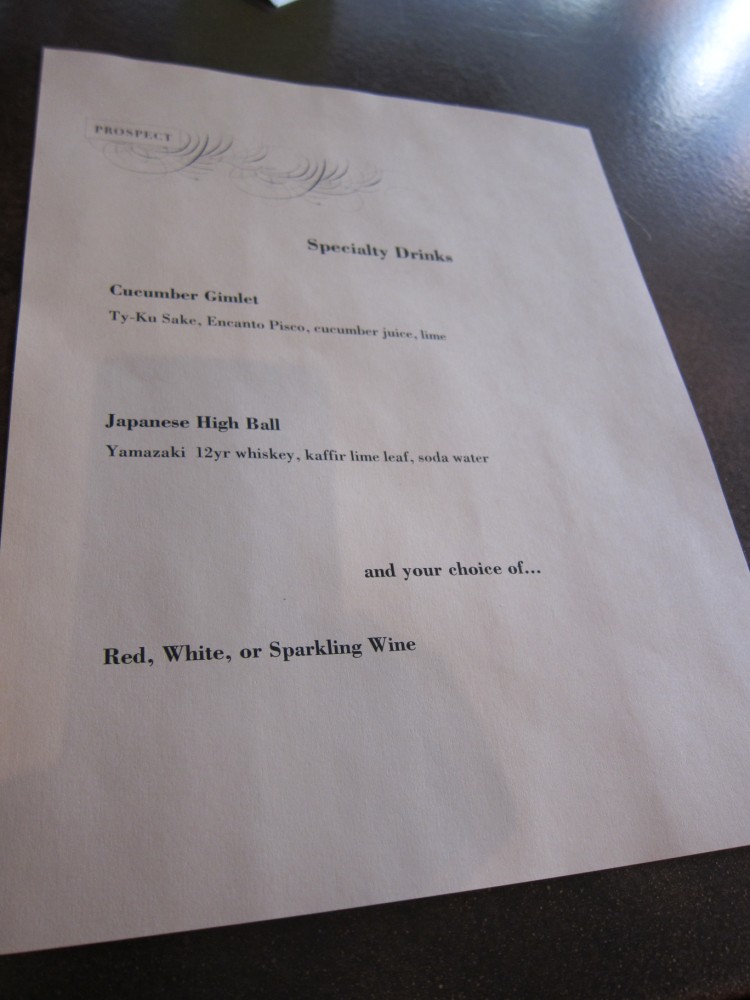 PROSPECT
Specialty Drinks
Cucumber Gimlet
Ty-Ku Sake, Encanto Pisco, cucumber juice, lime
Japanese High Ball
Yamazaki 12yr whiskey, kaffir lime leaf, soda water
and your choice of...
Red, White, or Sparkling Wine